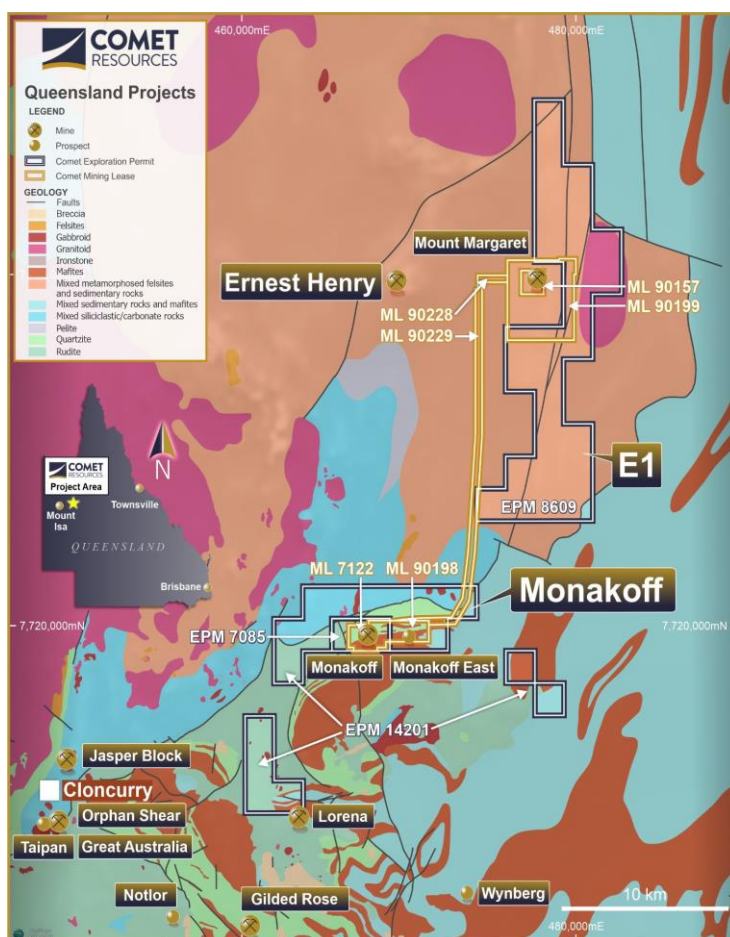 COMET
RESOURCES
Queensland Projects
LEGEND
Mine
Prospect
Comet Exploration Permit
Comet Mining Lease
GEOLOGY
Faults
Breccia
Felsites
Gabbroid
Granitoid
Ironstone
Mafites
Mixed metamorphosed felsites
and sedimentary rocks
Mixed sedimentary rocks and mafites
Mixed siliciclastic/carbonate rocks
Pelite
Quartzite
Rudite
460,000mE
480,000mE
Mount Margaret
Ernest Henry
ML 90157
ML 90228
ML 90199
ML 90229
N
COMET
RESOURCES
Project Area
Mount
Isa
Townsville
QUEENSLAND
Brisbane
E1
EPM 8609
ML 7122
ML 90198
Monakoff
7,720,000mN
7,720,000mN
EPM 7085
Monakoff
Monakoff East
EPM 14201
Jasper Block
Cloncurry
Orphan Shear
Lorena
Taipan
Great Australia
Notlor
Gilded Rose
Wynberg
10 km
480,000mE